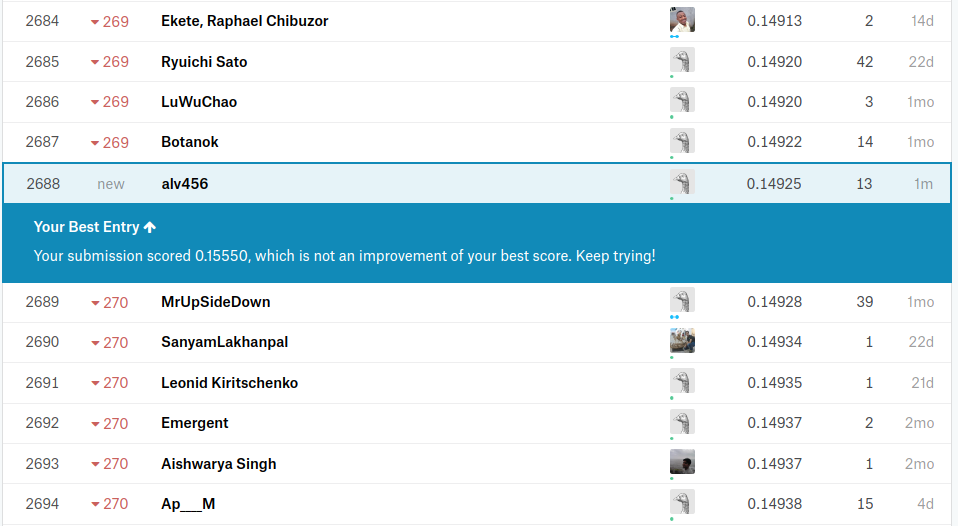 2684 269 Ekete, Raphael Chibuzor 0.14913 2 14d
2685 269 Ryuichi Sato 0.14920 42 22d
2686 269 LuWuChao 0.14920 3 1mo
2687 269 Botanok 0.14922 14 1mo
2688 new alv456 0.14925 13 1m
Your Best Entry
Your submission scored 0.15550, which is not an improvement of your best score. Keep trying!
2689 270 MrUpSideDown 0.14928 39 1mo
2690 270 SanyamLakhanpal 0.14934 1 22d
2691 270 Leonid Kiritschenko 0.14935 1 21d
2692 270 Emergent 0.14937 2 2mo
2693 270 Aishwarya Singh 0.14937 1 2mo
2694 270 Ap___M 0.14938 15 4d